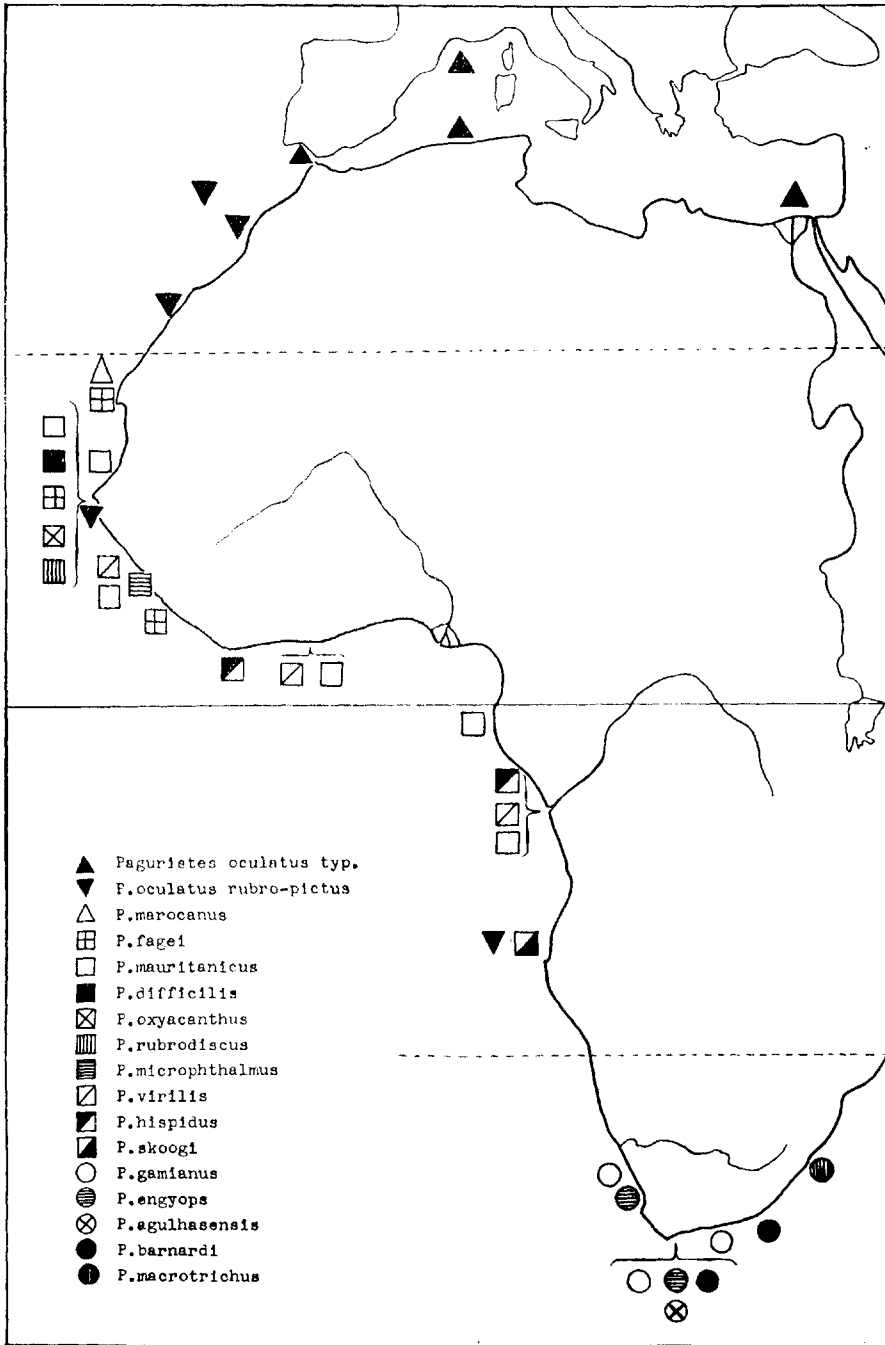 Paguristes oculatus typ.
P.oculatus rubro-pictus
P.marocanus
P.fagei
P.mauritanicus
P.difficilis
P.oxyacanthus
P.rubrodiscus
P.microphthalmus
P.virilis
P.hispidus
P.skoogi
P.gamianus
P.engyops
P.agulhasensis
P.barnardi
P.macrotrichus